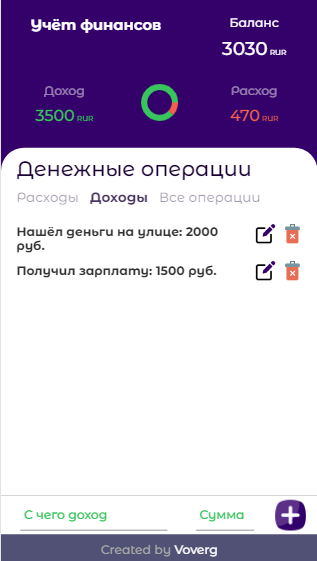 Учёт финансов
Баланс
3030 RUR
Доход
3500 RUR
Расход
470 RUR
Денежные операции
Расходы Доходы Все операции
Нашёл деньги на улице: 2000
руб.
Получил зарплату: 1500 руб.
С чего доход
Сумма
Created by Voverg